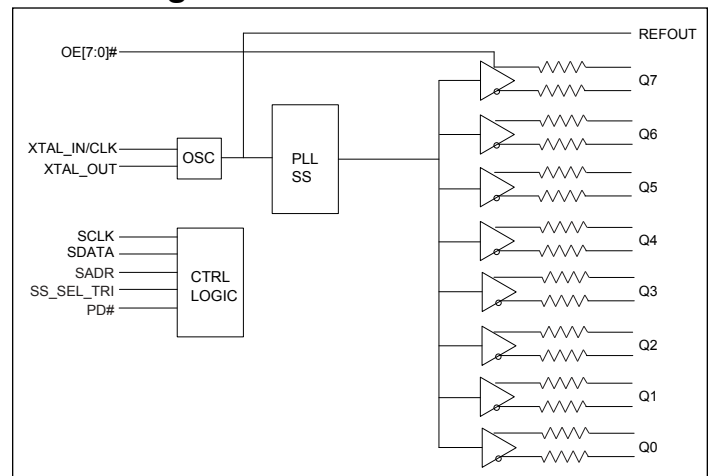 REFOUT
OE[7:0]#
Q7
Q6
XTAL_IN/CLK
XTAL_OUT
OSC
PLL
SS
Q5
SCLK
SDATA
SADR
SS_SEL_TRI
PD#
CTRL
LOGIC
Q4
Q3
Q2
Q1
Q0